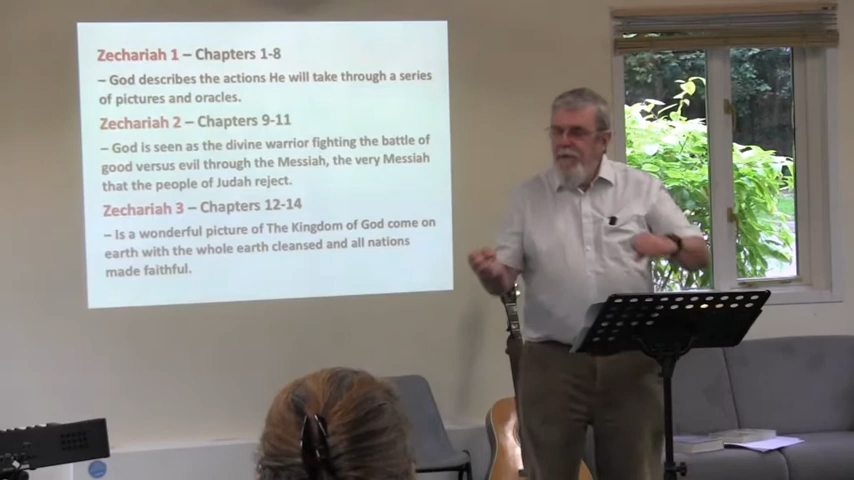 Zechariah 1 – Chapters 1-8
– God describes the actions He will take through a series
of pictures and oracles.
Zechariah 2 – Chapters 9-11
– God is seen as the divine warrior fighting the battle of
good versus evil through the Messiah, the very Messiah
that the people of Judah reject.
Zechariah 3 – Chapters 12-14
– Is a wonderful picture of The Kingdom of God come on
earth with the whole earth cleansed and all nations
made faithful.